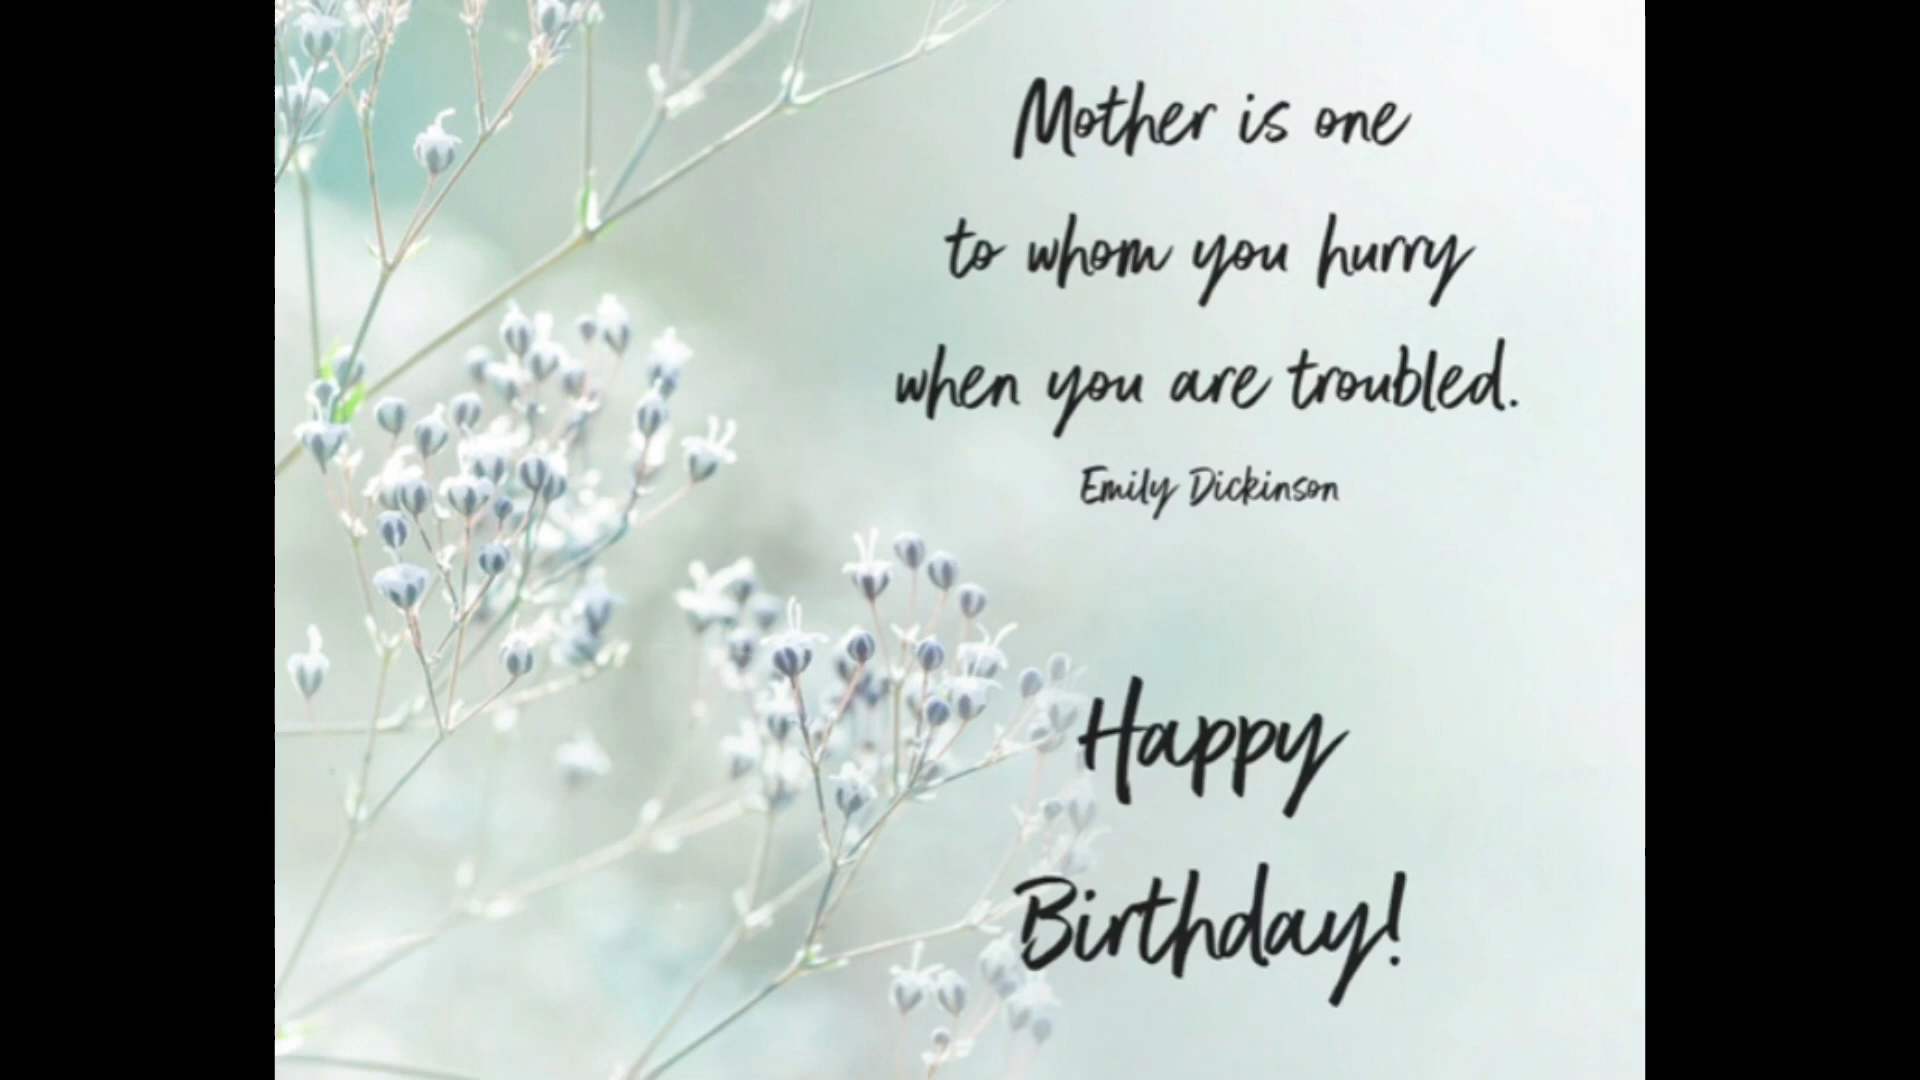 Mother is one
to whom you hurry
when you are troubled.
Emily Dickinson
Happy
Birthday!